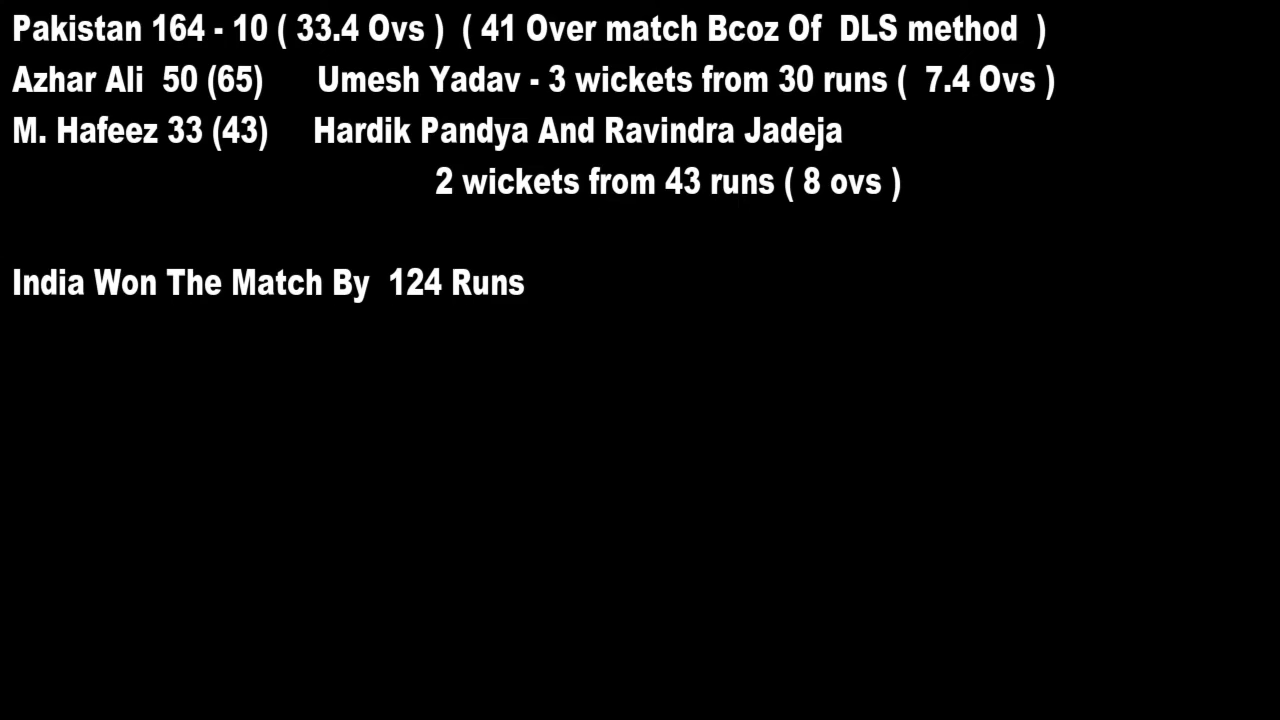 Pakistan 164 - 10 ( 33.4 Ovs ) ( 41 Over match Bcoz Of DLS method )
Azhar Ali 50 (65) Umesh Yadav - 3 wickets from 30 runs ( 7.4 Ovs )
M. Hafeez 33 (43) Hardik Pandya And Ravindra Jadeja
2 wickets from 43 runs ( 8 ovs )
India Won The Match By 124 Runs